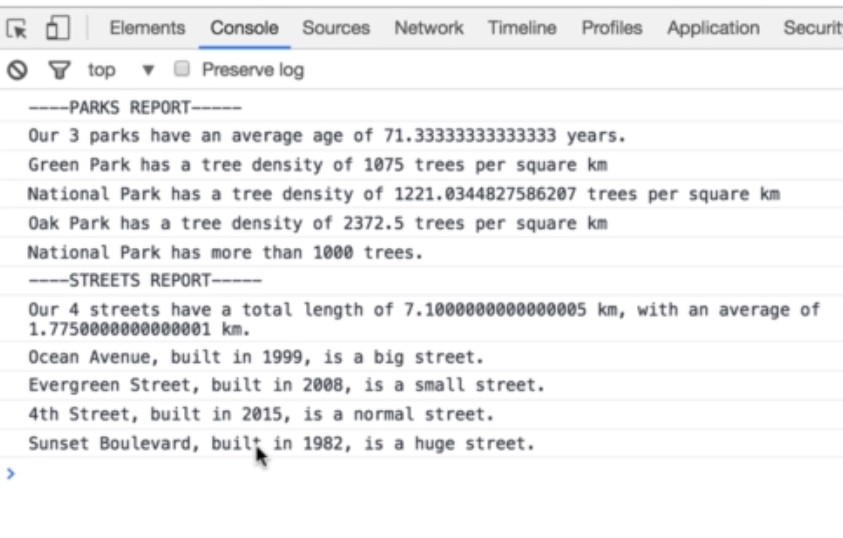 Elements Console Sources Network Timeline Profiles Application Securit
top Preserve log
----PARKS REPORT-----
Our 3 parks have an average age of 71.33333333333333 years.
Green Park has a tree density of 1075 trees per square km
National Park has a tree density of 1221.0344827586207 trees per square km
Oak Park has a tree density of 2372.5 trees per square km
National Park has more than 1000 trees.
----STREETS REPORT-----
Our 4 streets have a total length of 7.1000000000000005 km, with an average of
1.7750000000000001 km.
Ocean Avenue, built in 1999, is a big street.
Evergreen Street, built in 2008, is a small street.
4th Street, built in 2015, is a normal street.
Sunset Boulevard, built in 1982, is a huge street.